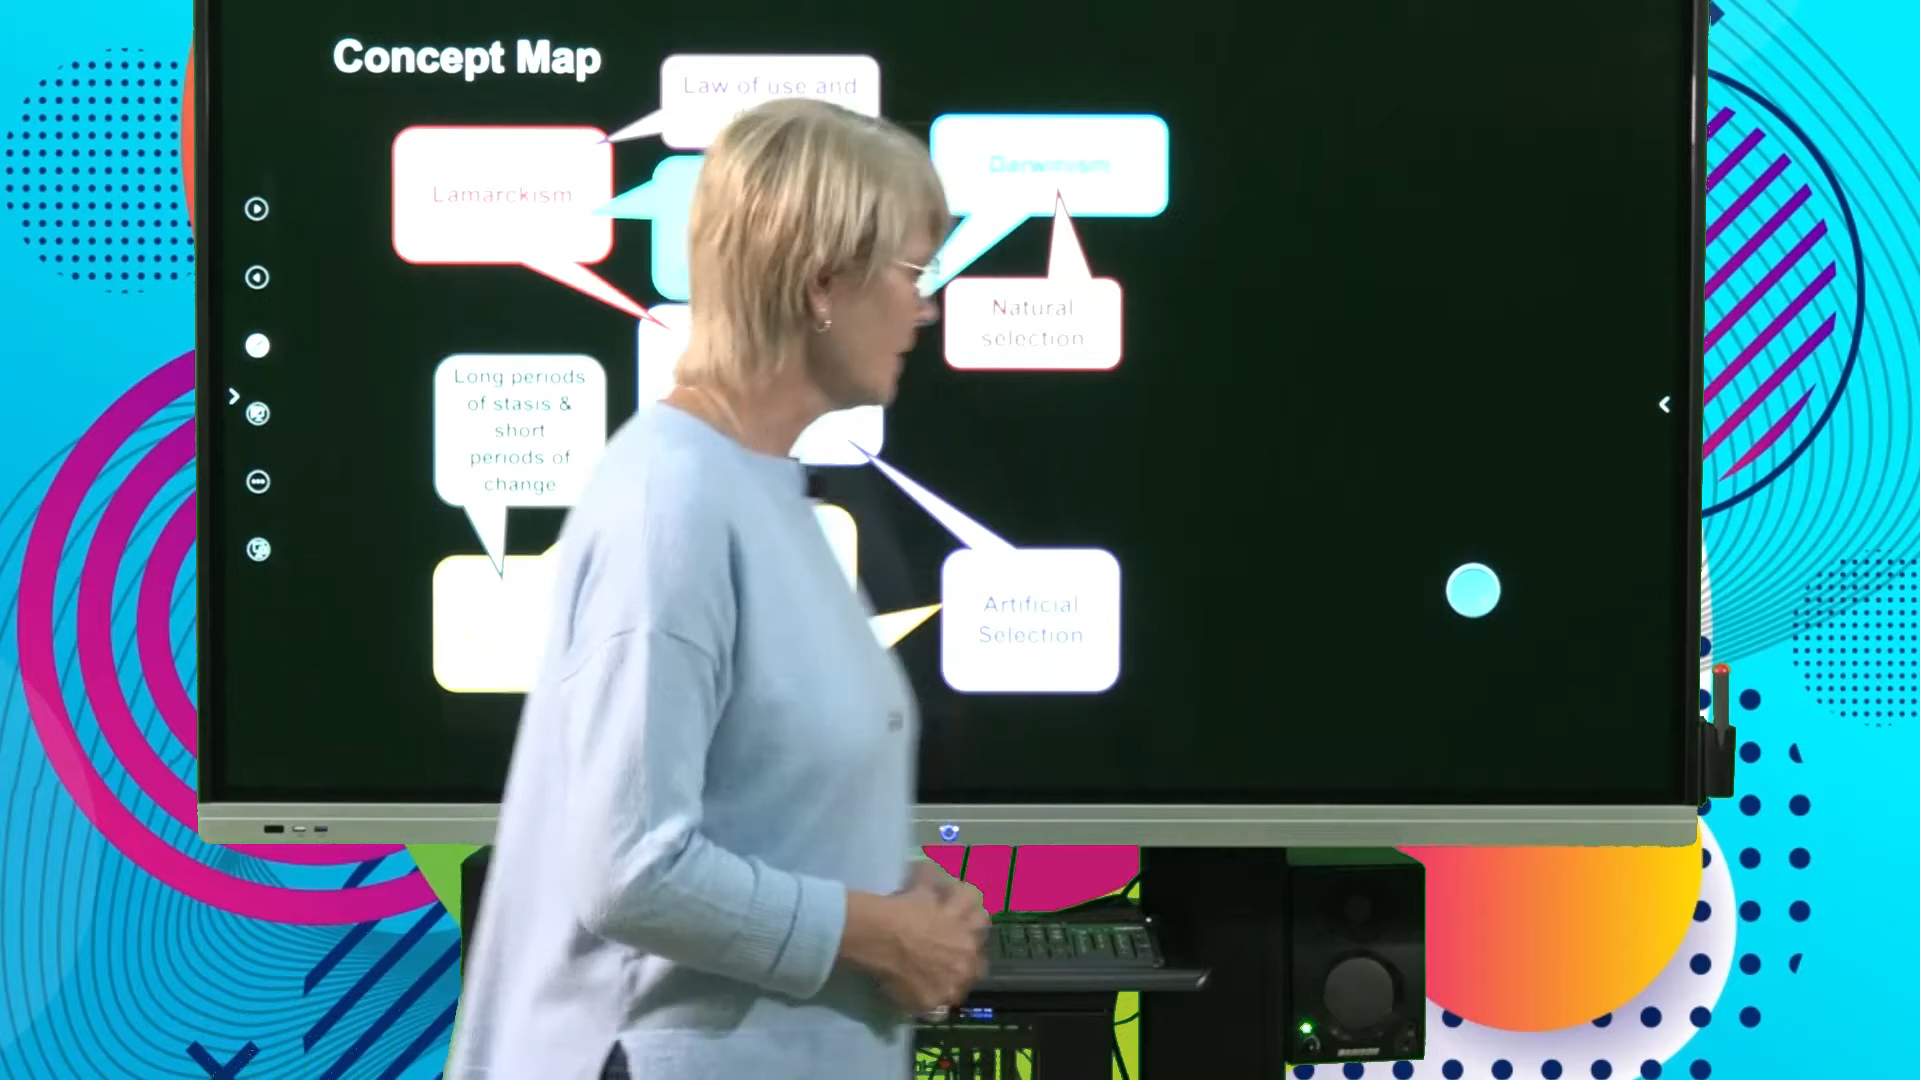 Concept Map
Law of use and
Lamarckism
Darwinism
Natural
selection
Long periods
of stasis &
short
periods of
change
Artificial
Selection